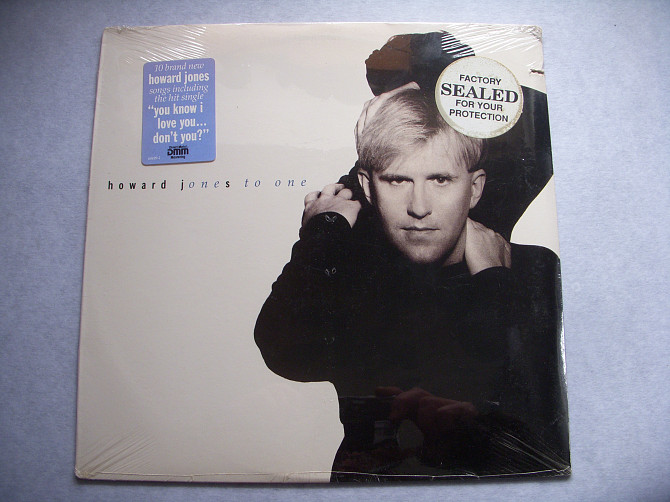 10 brand new
howard jones
songs including
the hit single
"you know i
love you...
don't you?"
DMM
howard jones to one
FACTORY
SEALED
FOR YOUR
PROTECTION